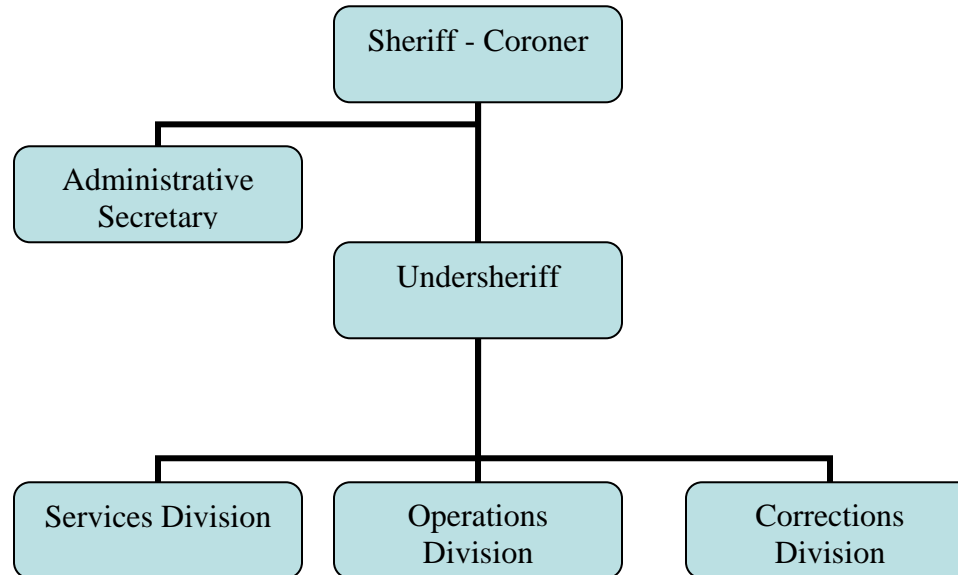 Sheriff - Coroner
Administrative
Secretary
Undersheriff
Services Division
Operations
Division
Corrections
Division